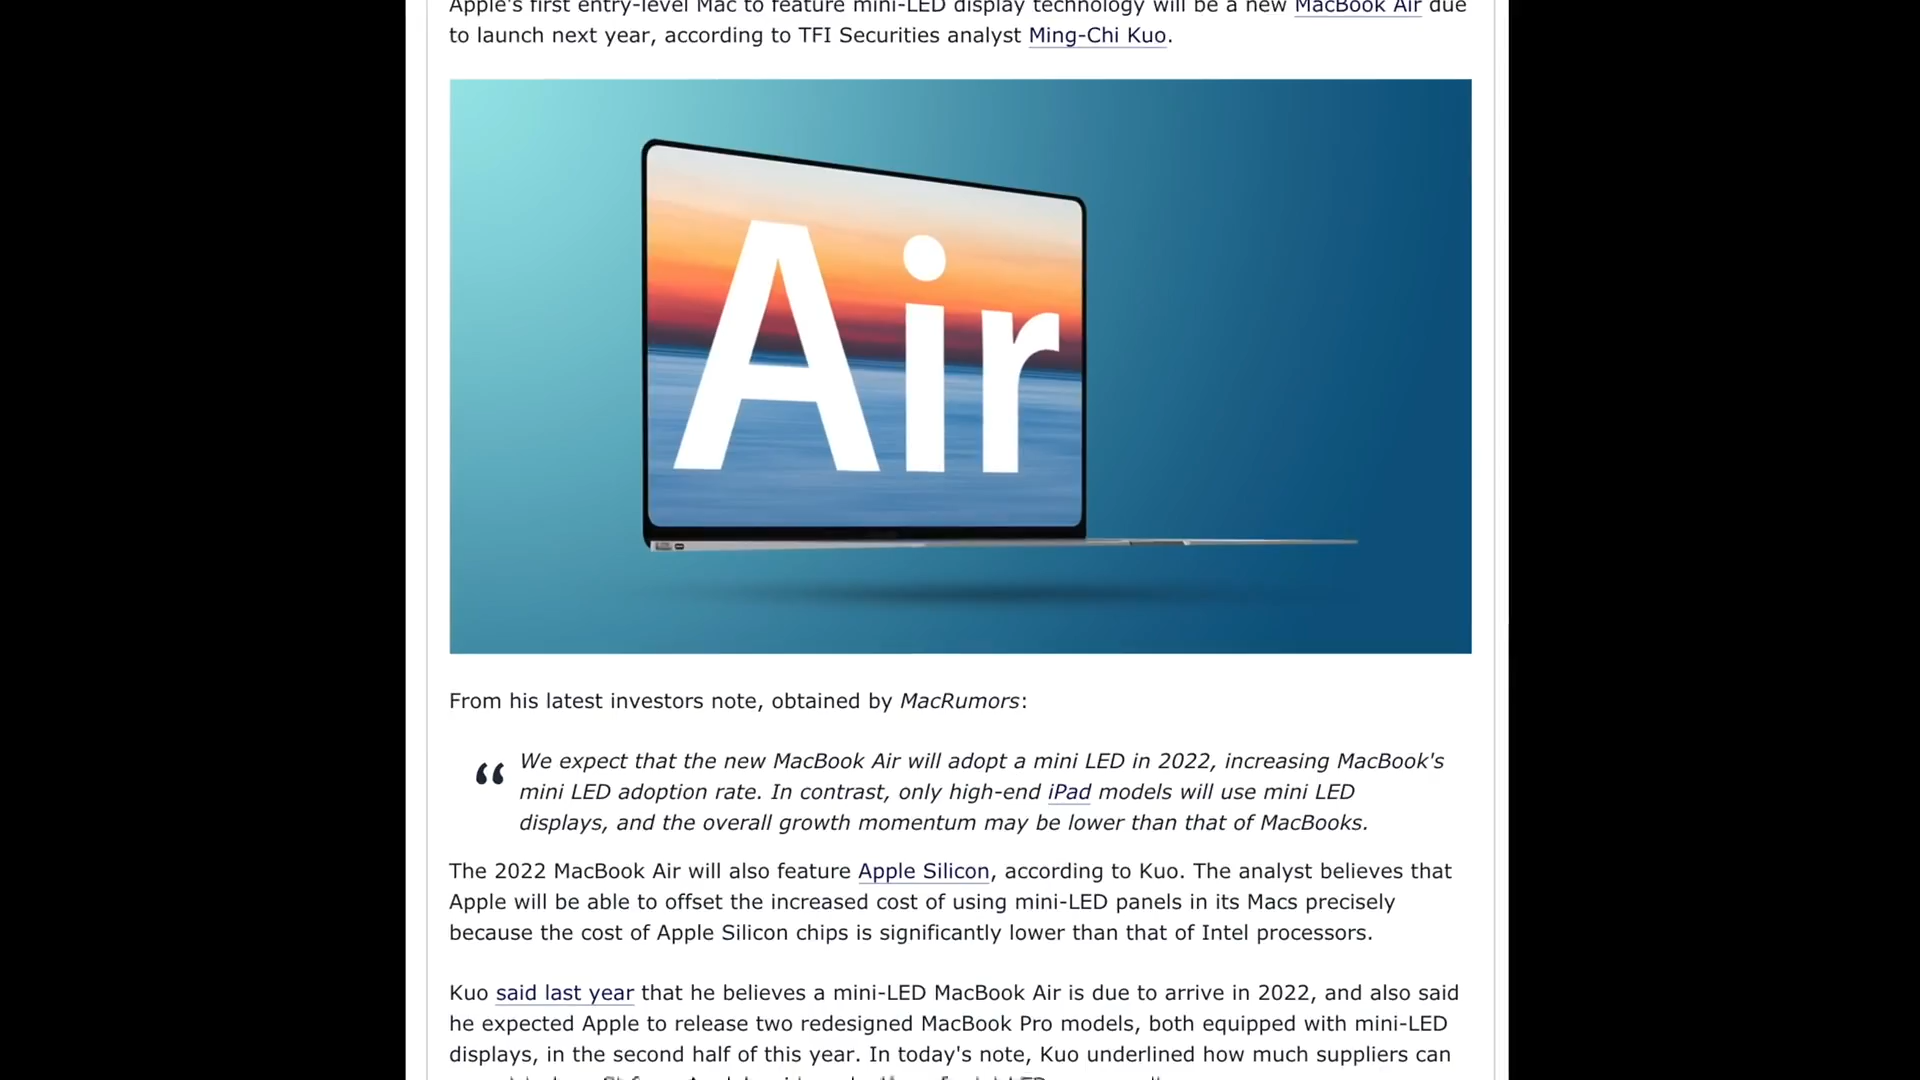 Apple's first entry-level Mac to feature mini-LED display technology will be a new MacBook Air due
to launch next year, according to TFI Securities analyst Ming-Chi Kuo.
Air
From his latest investors note, obtained by MacRumors:
“ We expect that the new MacBook Air will adopt a mini LED in 2022, increasing MacBook's
mini LED adoption rate. In contrast, only high-end iPad models will use mini LED
displays, and the overall growth momentum may be lower than that of MacBooks.
The 2022 MacBook Air will also feature Apple Silicon, according to Kuo. The analyst believes that
Apple will be able to offset the increased cost of using mini-LED panels in its Macs precisely
because the cost of Apple Silicon chips is significantly lower than that of Intel processors.
Kuo said last year that he believes a mini-LED MacBook Air is due to arrive in 2022, and also said
he expected Apple to release two redesigned MacBook Pro models, both equipped with mini-LED
displays, in the second half of this year. In today's note, Kuo underlined how much suppliers can